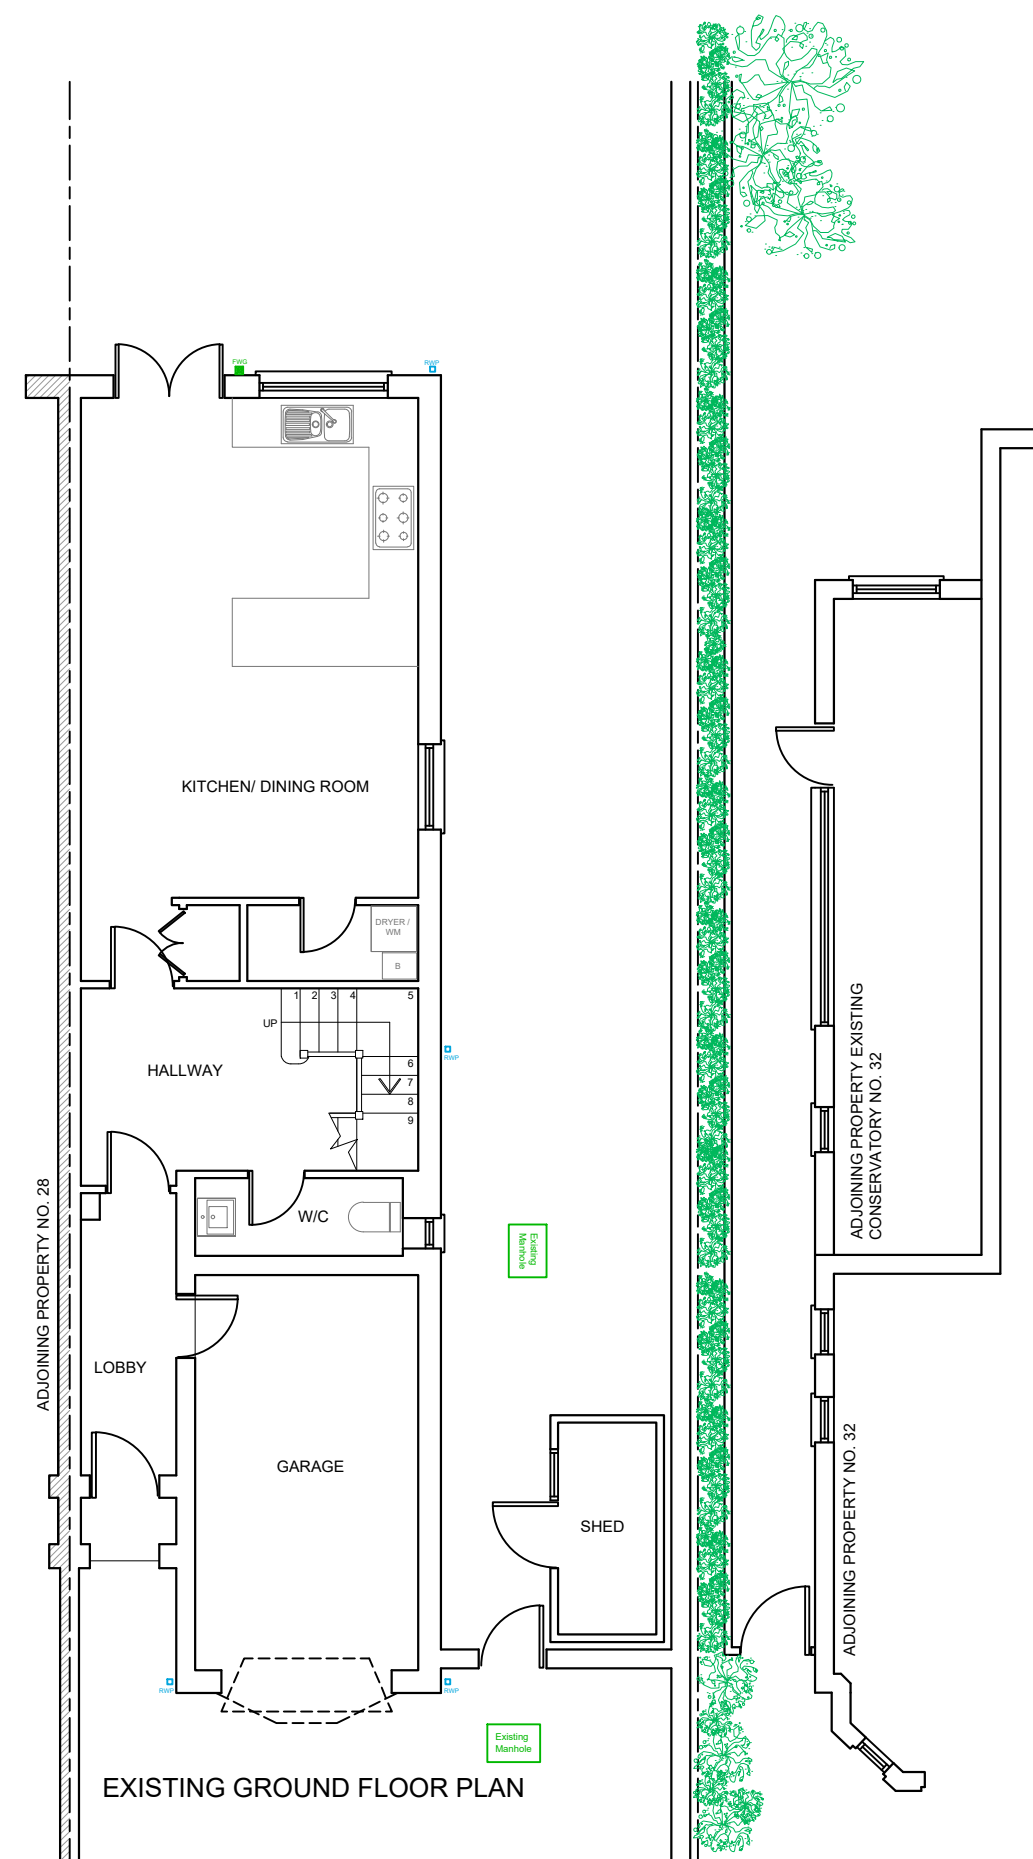 FWG
RWP
KITCHEN/ DINING ROOM
DRYER /
WM
B
1 2 3 4 5
UP
6
7
8
9
RWP
HALLWAY
W/C
ADJOINING PROPERTY NO. 28
LOBBY
GARAGE
Existing
Manhole
SHED
RWP
RWP
Existing
Manhole
ADJOINING PROPERTY EXISTING
CONSERVATORY NO. 32
ADJOINING PROPERTY NO. 32
EXISTING GROUND FLOOR PLAN